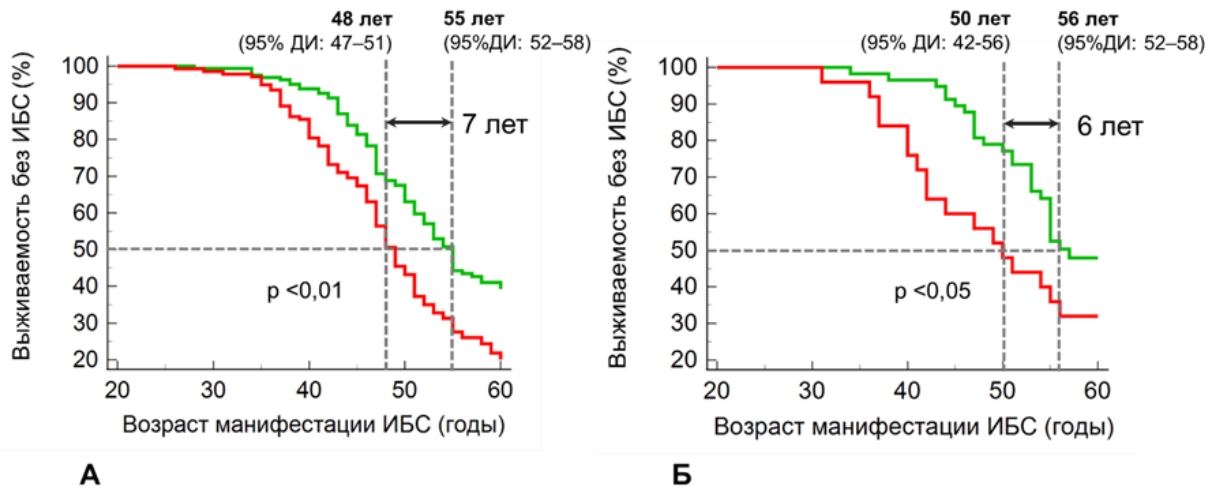 48 лет
(95% ДИ: 47–51)
55 лет
(95%ДИ: 52–58)
Выживаемость без ИБС (%)
100
90
80
70
60
50
40
30
20
7 лет
p <0,01
20 30 40 50 60
Возраст манифестации ИБС (годы)
А
50 лет
(95% ДИ: 42-56)
56 лет
(95%ДИ: 52–58)
Выживаемость без ИБС (%)
100
90
80
70
60
50
40
30
20
6 лет
p <0,05
20 30 40 50 60
Возраст манифестации ИБС (годы)
Б